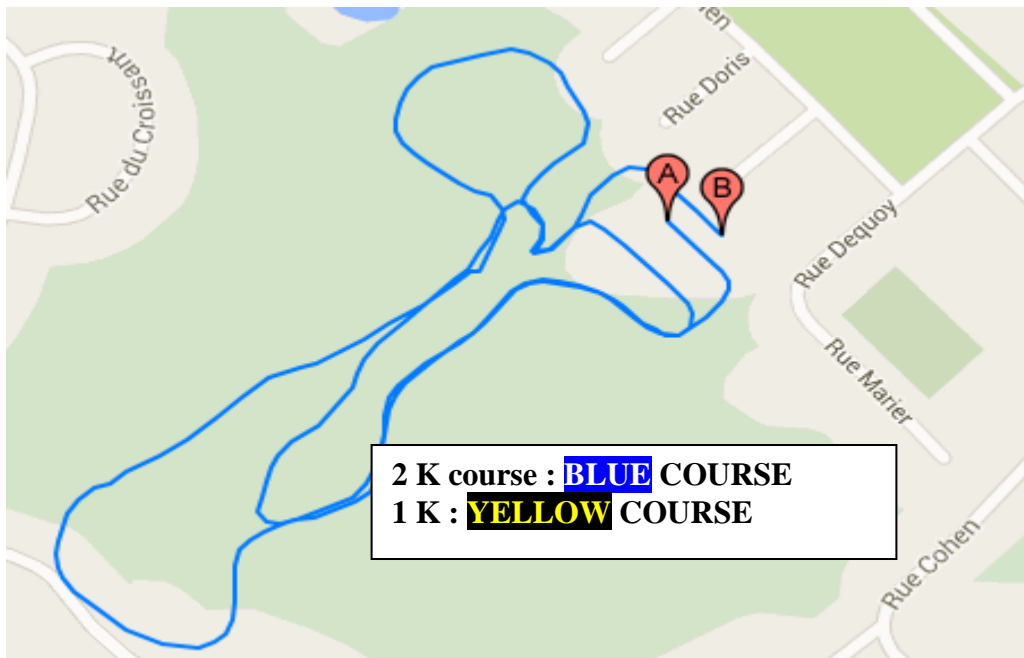 Rue du Croissant
Rue Doris
A
B
Rue Dequoy
Rue Marier
2 K course : BLUE COURSE
1 K : YELLOW COURSE
Rue Cohen